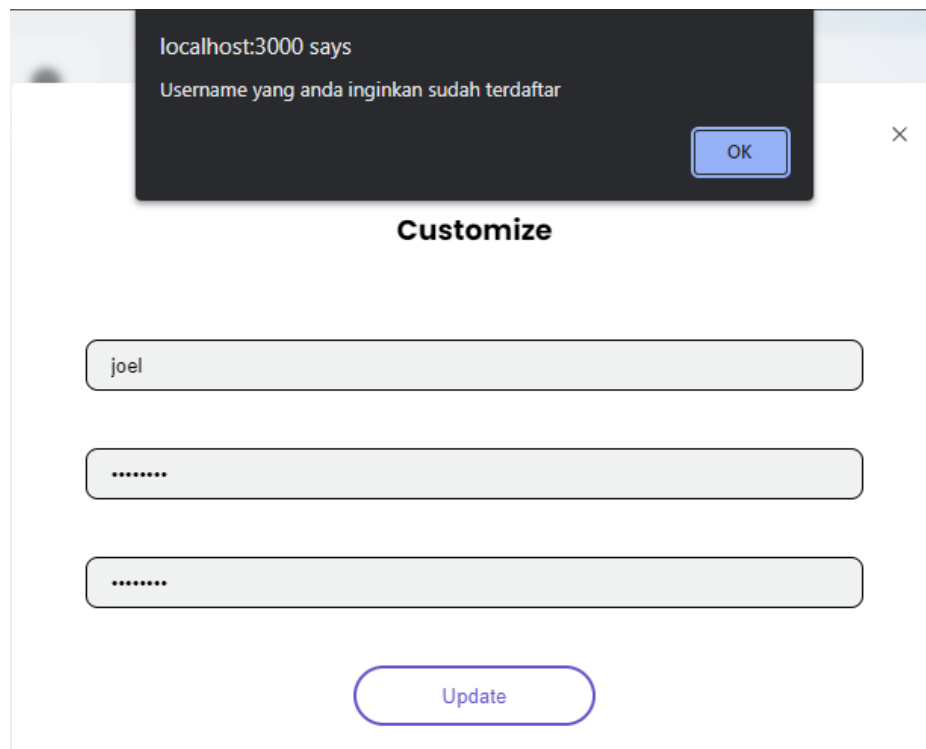 localhost:3000 says
Username yang anda inginkan sudah terdaftar
OK
Customize
joel
••••••••
••••••••
Update